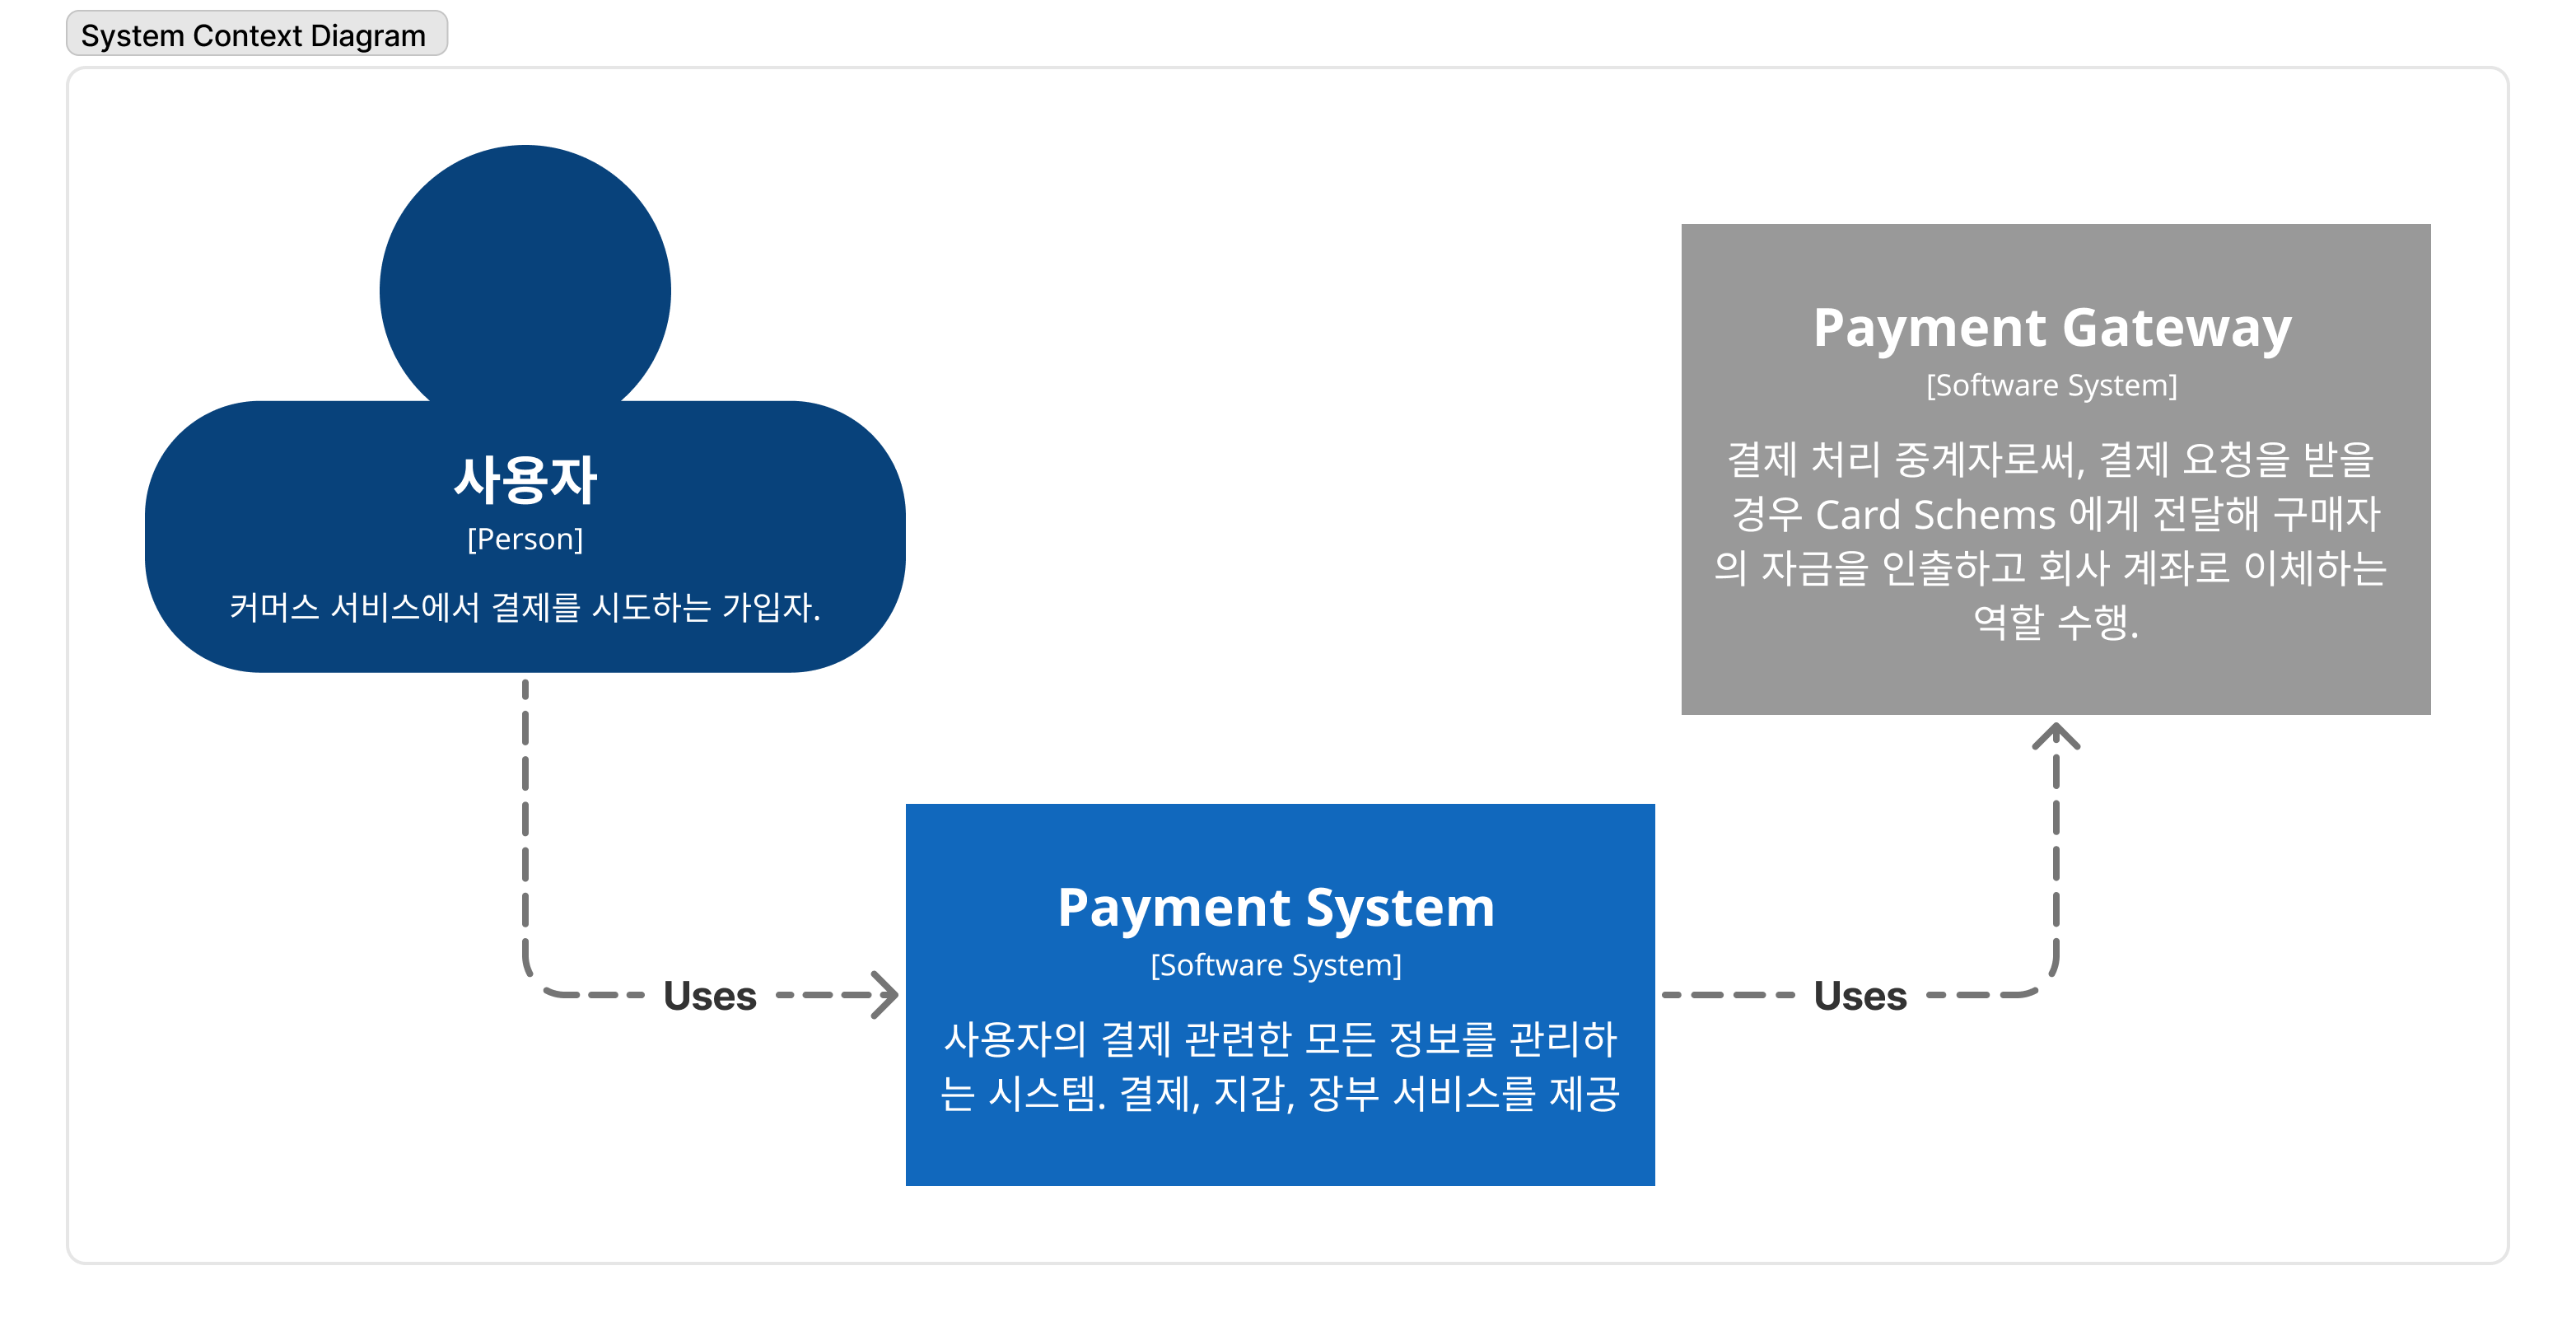 System Context Diagram
사용자
[Person]
커머스 서비스에서 결제를 시도하는 가입자.
Payment Gateway
[Software System]
결제 처리 중계자로써, 결제 요청을 받을
경우 Card Schems 에게 전달해 구매자
의 자금을 인출하고 회사 계좌로 이체하는
역할 수행.
Payment System
[Software System]
사용자의 결제 관련한 모든 정보를 관리하
는 시스템. 결제, 지갑, 장부 서비스를 제공
Uses
Uses